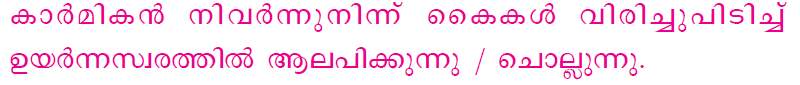 കാർമികൻ നിവർന്നുനിന്ന് കൈകൾ വിരിച്ചുപിടിച്ച്
ഉയർന്നസ്വരത്തിൽ ആലപിക്കുന്നു / ചൊല്ലുന്നു.